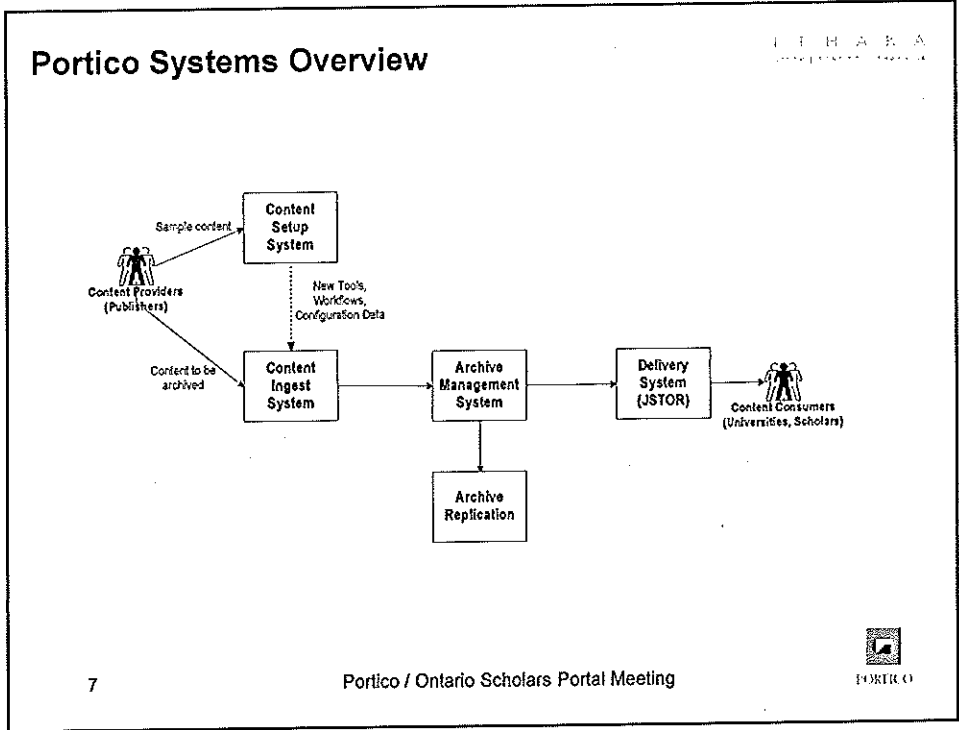 Portico Systems Overview
I T H A K A
Sample content
Content
Setup
System
Content Providers
(Publishers)
New Tools,
Workflows,
Configuration Data
Content to be
archived
Content
Ingest
System
Archive
Management
System
Delivery
System
(JSTOR)
Content Consumers
(Universities, Scholars)
Archive
Replication
7
Portico / Ontario Scholars Portal Meeting
PORTICO